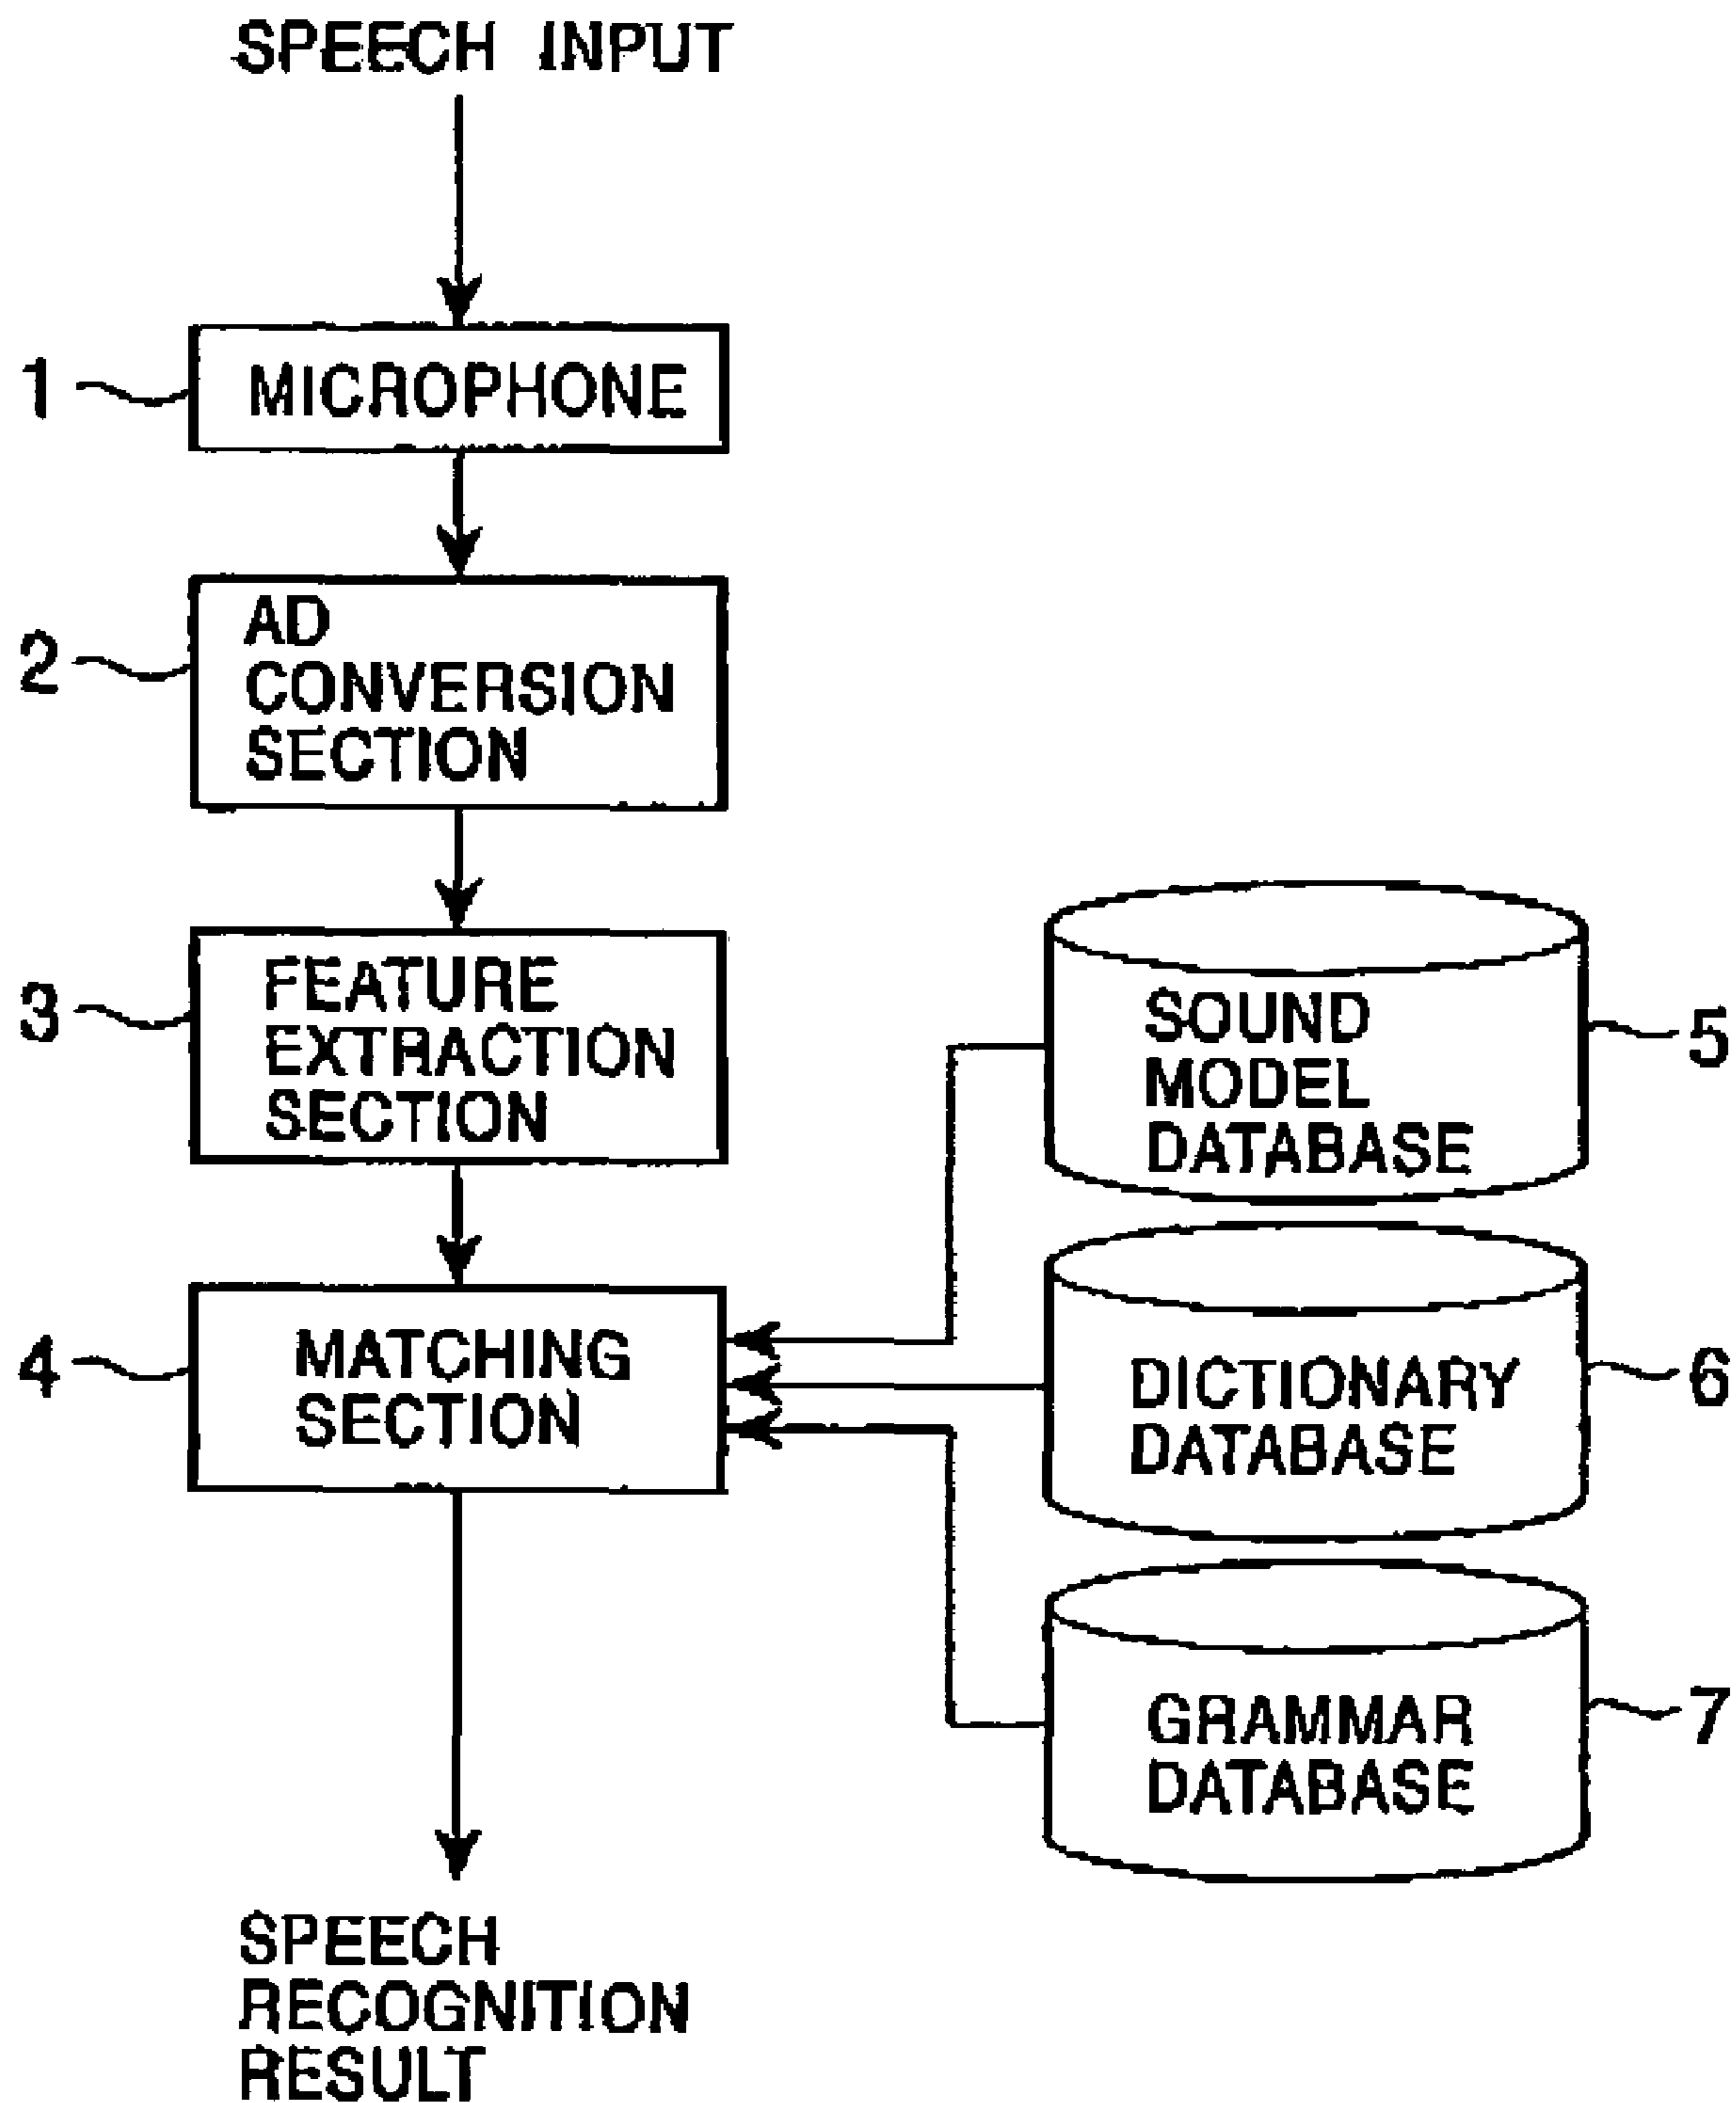 SPEECH INPUT
1
MICROPHONE
2
AD
CONVERSION
SECTION
3
FEATURE
EXTRACTION
SECTION
SOUND
MODEL
DATABASE
5
4
MATCHING
SECTION
DICTIONARY
DATABASE
6
GRAMMAR
DATABASE
7
SPEECH
RECOGNITION
RESULT